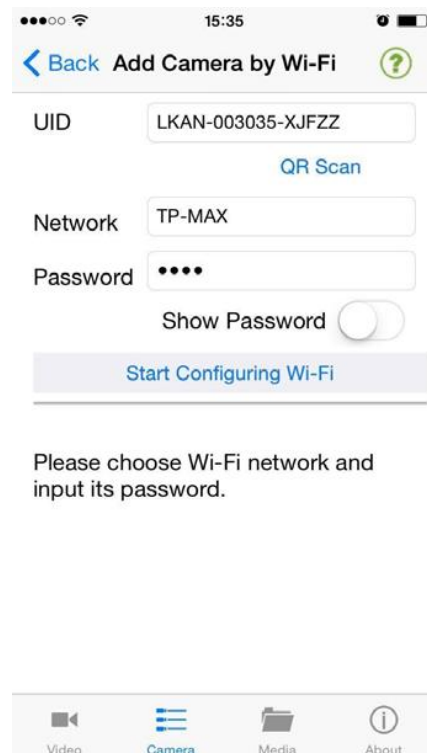 15:35
Back Add Camera by Wi-Fi ?
UID LKAN-003035-XJFZZ
QR Scan
Network TP-MAX
Password ••••
Show Password
Start Configuring Wi-Fi
Please choose Wi-Fi network and
input its password.
Video Camera Media About